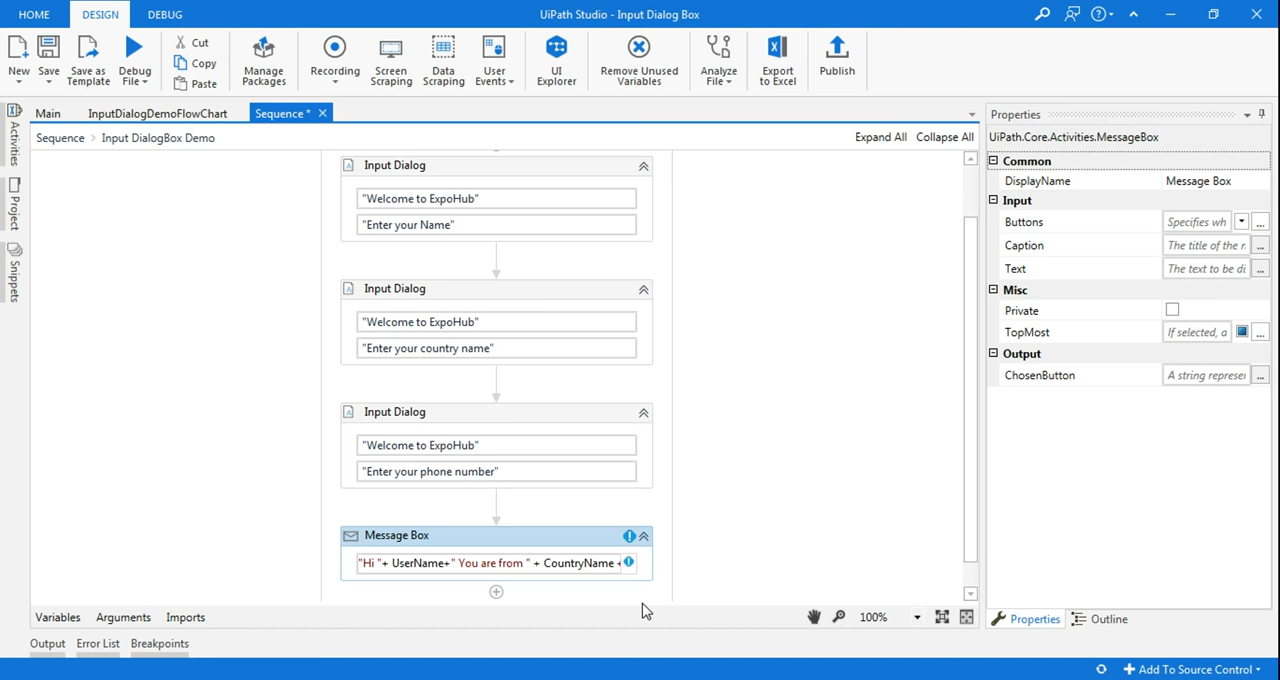 HOME DESIGN DEBUG UiPath Studio - Input Dialog Box
New Save Save as Template Debug File Cut Copy Paste Manage Packages Recording Screen Scraping Data Scraping User Events UI Explorer Remove Unused Variables Analyze File Export to Excel Publish
Main InputDialogDemoFlowChart Sequence * Properties
Sequence Input DialogBox Demo Expand All Collapse All UiPath.Core.Activities.MessageBox
Activities
Project
Snippets
Input Dialog
"Welcome to ExpoHub"
"Enter your Name"
Input Dialog
"Welcome to ExpoHub"
"Enter your country name"
Input Dialog
"Welcome to ExpoHub"
"Enter your phone number"
Message Box
"Hi "+ UserName+" You are from " + CountryName +
Common
DisplayName Message Box
Input
Buttons Specifies wh ...
Caption The title of the r ...
Text The text to be di ...
Misc
Private
TopMost If selected, a ...
Output
ChosenButton A string represei ...
Variables Arguments Imports 100% Properties Outline
Output Error List Breakpoints
Add To Source Control